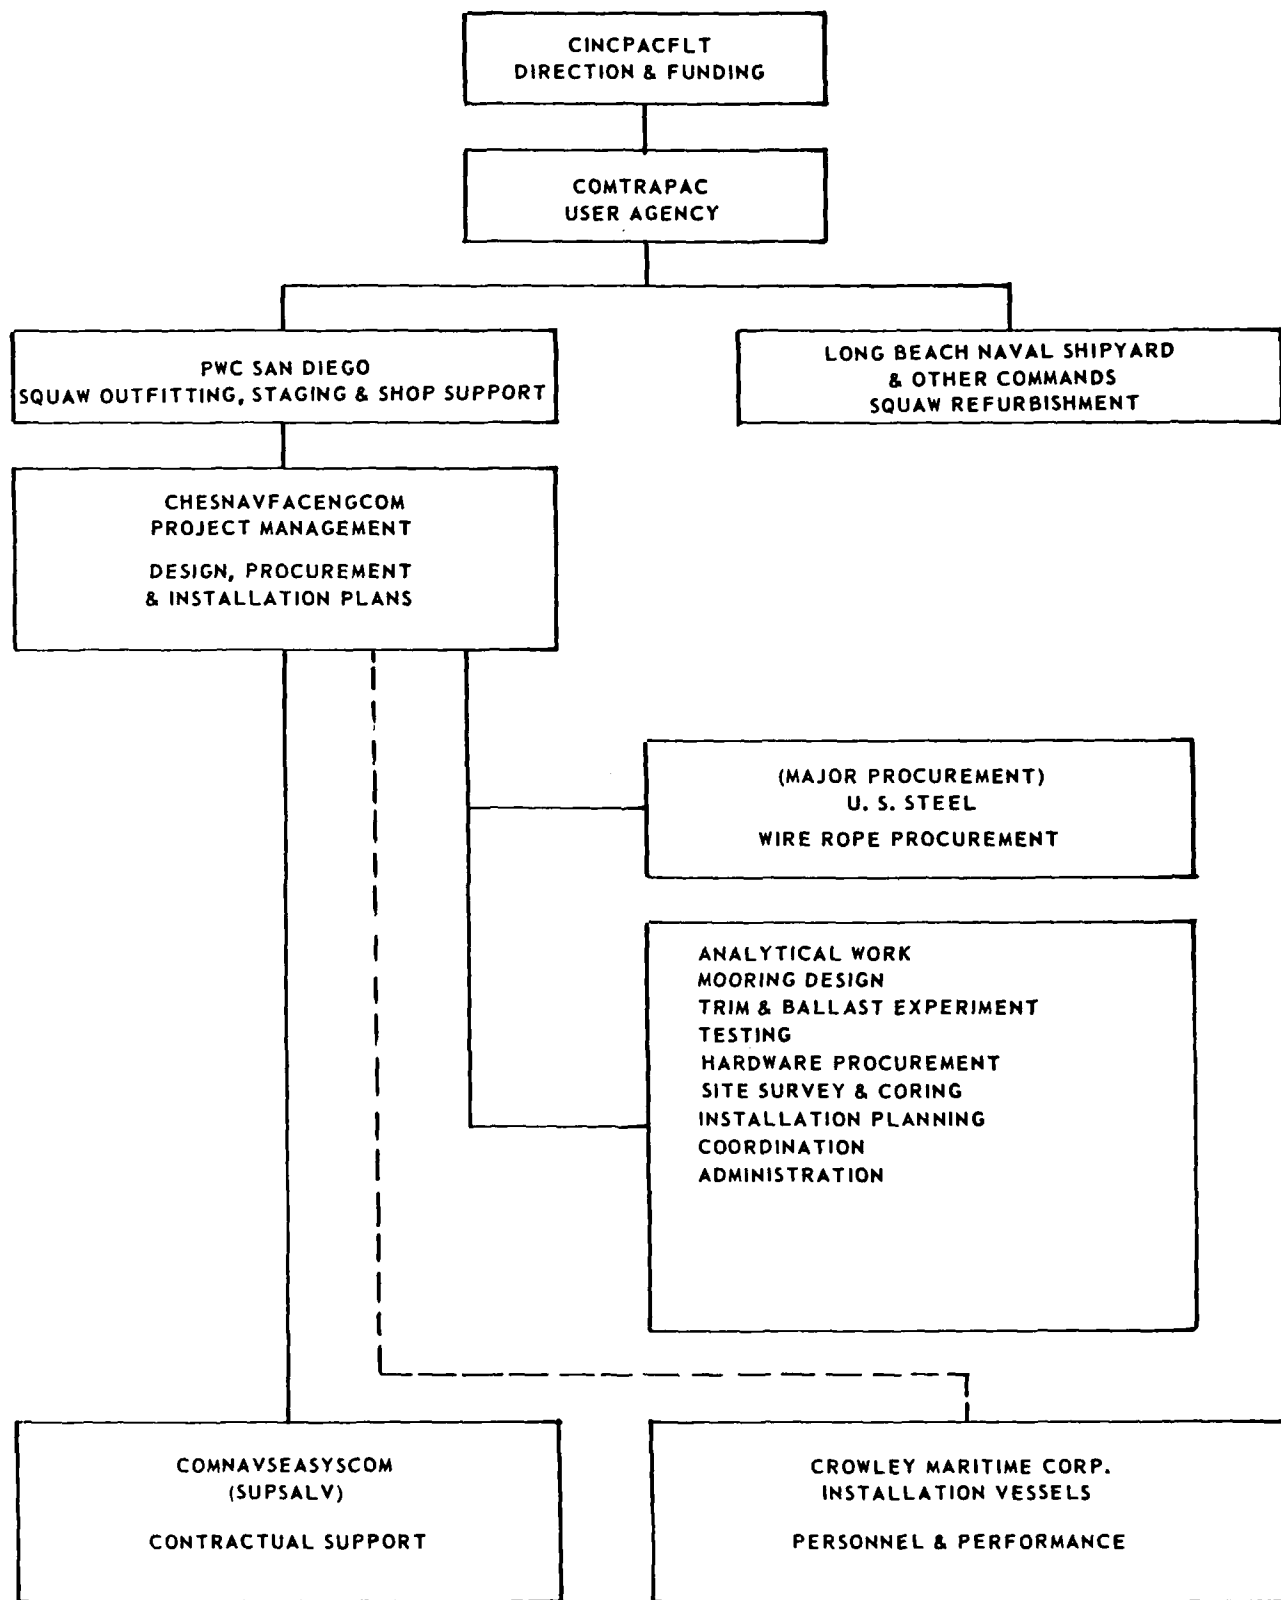 CINCPACFLT
DIRECTION & FUNDING
COMTRAPAC
USER AGENCY
PWC SAN DIEGO
SQUAW OUTFITTING, STAGING & SHOP SUPPORT
LONG BEACH NAVAL SHIPYARD
& OTHER COMMANDS
SQUAW REFURBISHMENT
CHESNAVFACENGCOM
PROJECT MANAGEMENT
DESIGN, PROCUREMENT
& INSTALLATION PLANS
(MAJOR PROCUREMENT)
U. S. STEEL
WIRE ROPE PROCUREMENT
ANALYTICAL WORK
MOORING DESIGN
TRIM & BALLAST EXPERIMENT
TESTING
HARDWARE PROCUREMENT
SITE SURVEY & CORING
INSTALLATION PLANNING
COORDINATION
ADMINISTRATION
COMNAVSEASYSCOM
(SUPSALV)
CONTRACTUAL SUPPORT
CROWLEY MARITIME CORP.
INSTALLATION VESSELS
PERSONNEL & PERFORMANCE